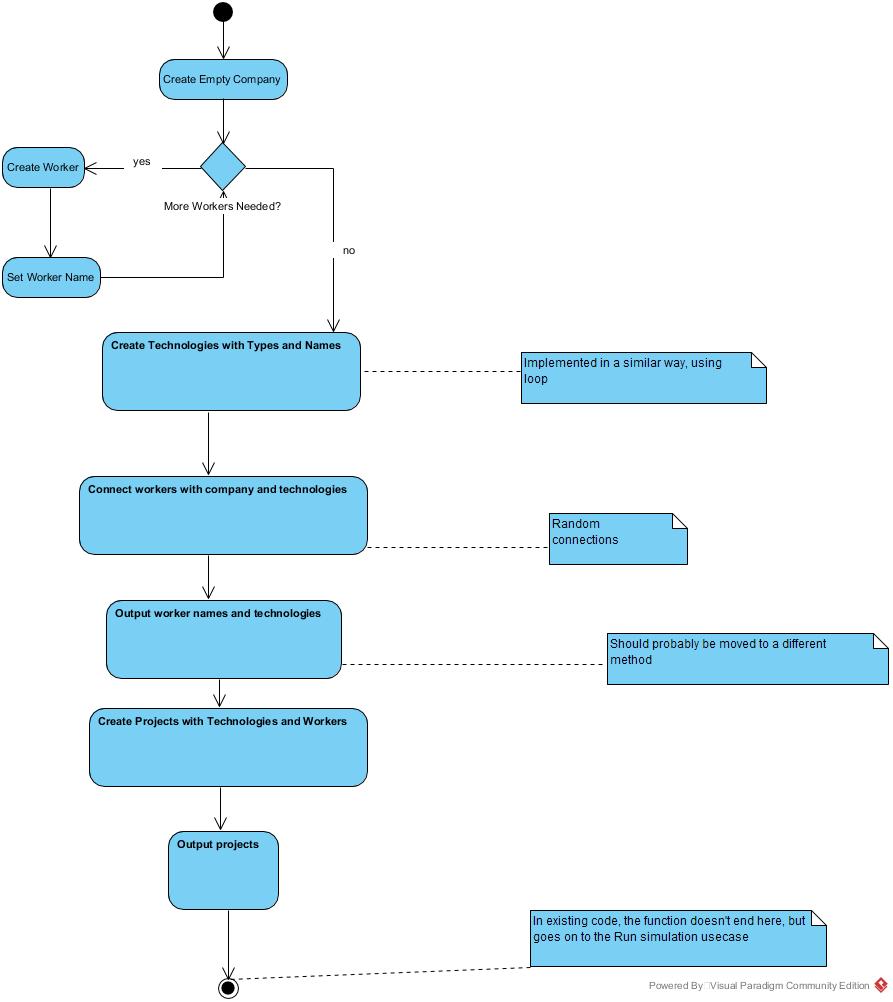 Create Empty Company
yes
Create Worker
More Workers Needed?
no
Set Worker Name
Create Technologies with Types and Names
Implemented in a similar way, using
loop
Connect workers with company and technologies
Random
connections
Output worker names and technologies
Should probably be moved to a different
method
Create Projects with Technologies and Workers
Output projects
In existing code, the function doesn't end here, but
goes on to the Run simulation usecase
Powered By Visual Paradigm Community Edition